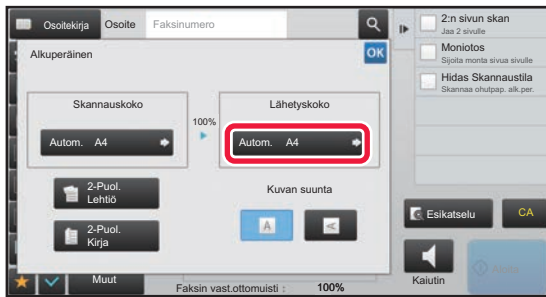 Osoitekirja
Osoite
Faksinumero
2:n sivun skan
Jaa 2 sivulle
Moniotos
Sijoita monta sivua sivulle
Hidas Skannaustila
Skannaa ohutpap. alk.per.
Alkuperäinen
OK
Skannauskoko
100%
Lähetyskoko
Autom. A4
Autom. A4
2-Puol.
Lehtiö
2-Puol.
Kirja
Kuvan suunta
A
A
Esikatselu
CA
Kaiutin
Muut
Faksin vast.ottomuisti : 100%